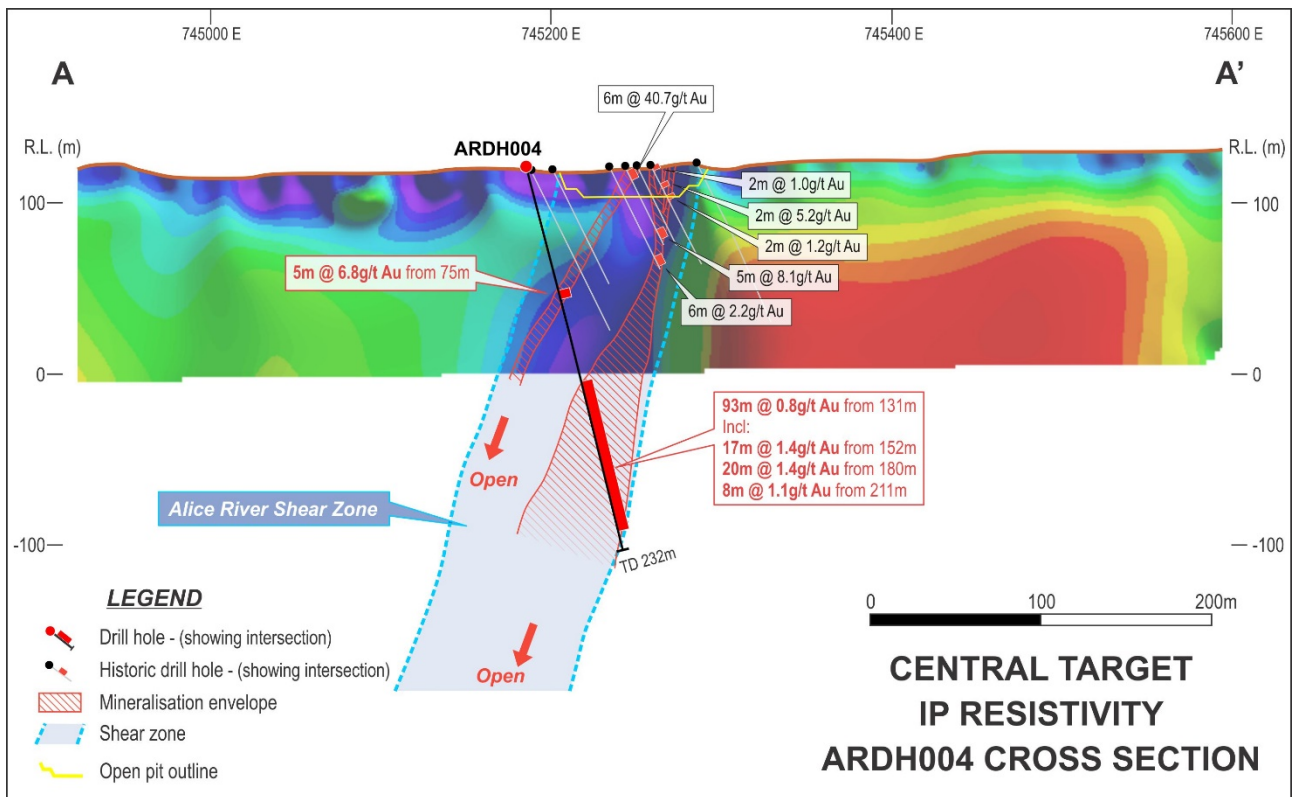 745000 E
745200 E
745400 E
745600 E
A
A'
6m @ 40.7g/t Au
R.L. (m)
R.L. (m)
ARDH004
2m @ 1.0g/t Au
2m @ 5.2g/t Au
2m @ 1.2g/t Au
5m @ 8.1g/t Au
6m @ 2.2g/t Au
100
100
5m @ 6.8g/t Au from 75m
0
0
93m @ 0.8g/t Au from 131m
Incl:
17m @ 1.4g/t Au from 152m
20m @ 1.4g/t Au from 180m
8m @ 1.1g/t Au from 211m
Open
Alice River Shear Zone
-100
-100
TD 232m
LEGEND
Drill hole - (showing intersection)
Historic drill hole - (showing intersection)
Mineralisation envelope
Shear zone
Open pit outline
Open
0
100
200m
CENTRAL TARGET
IP RESISTIVITY
ARDH004 CROSS SECTION